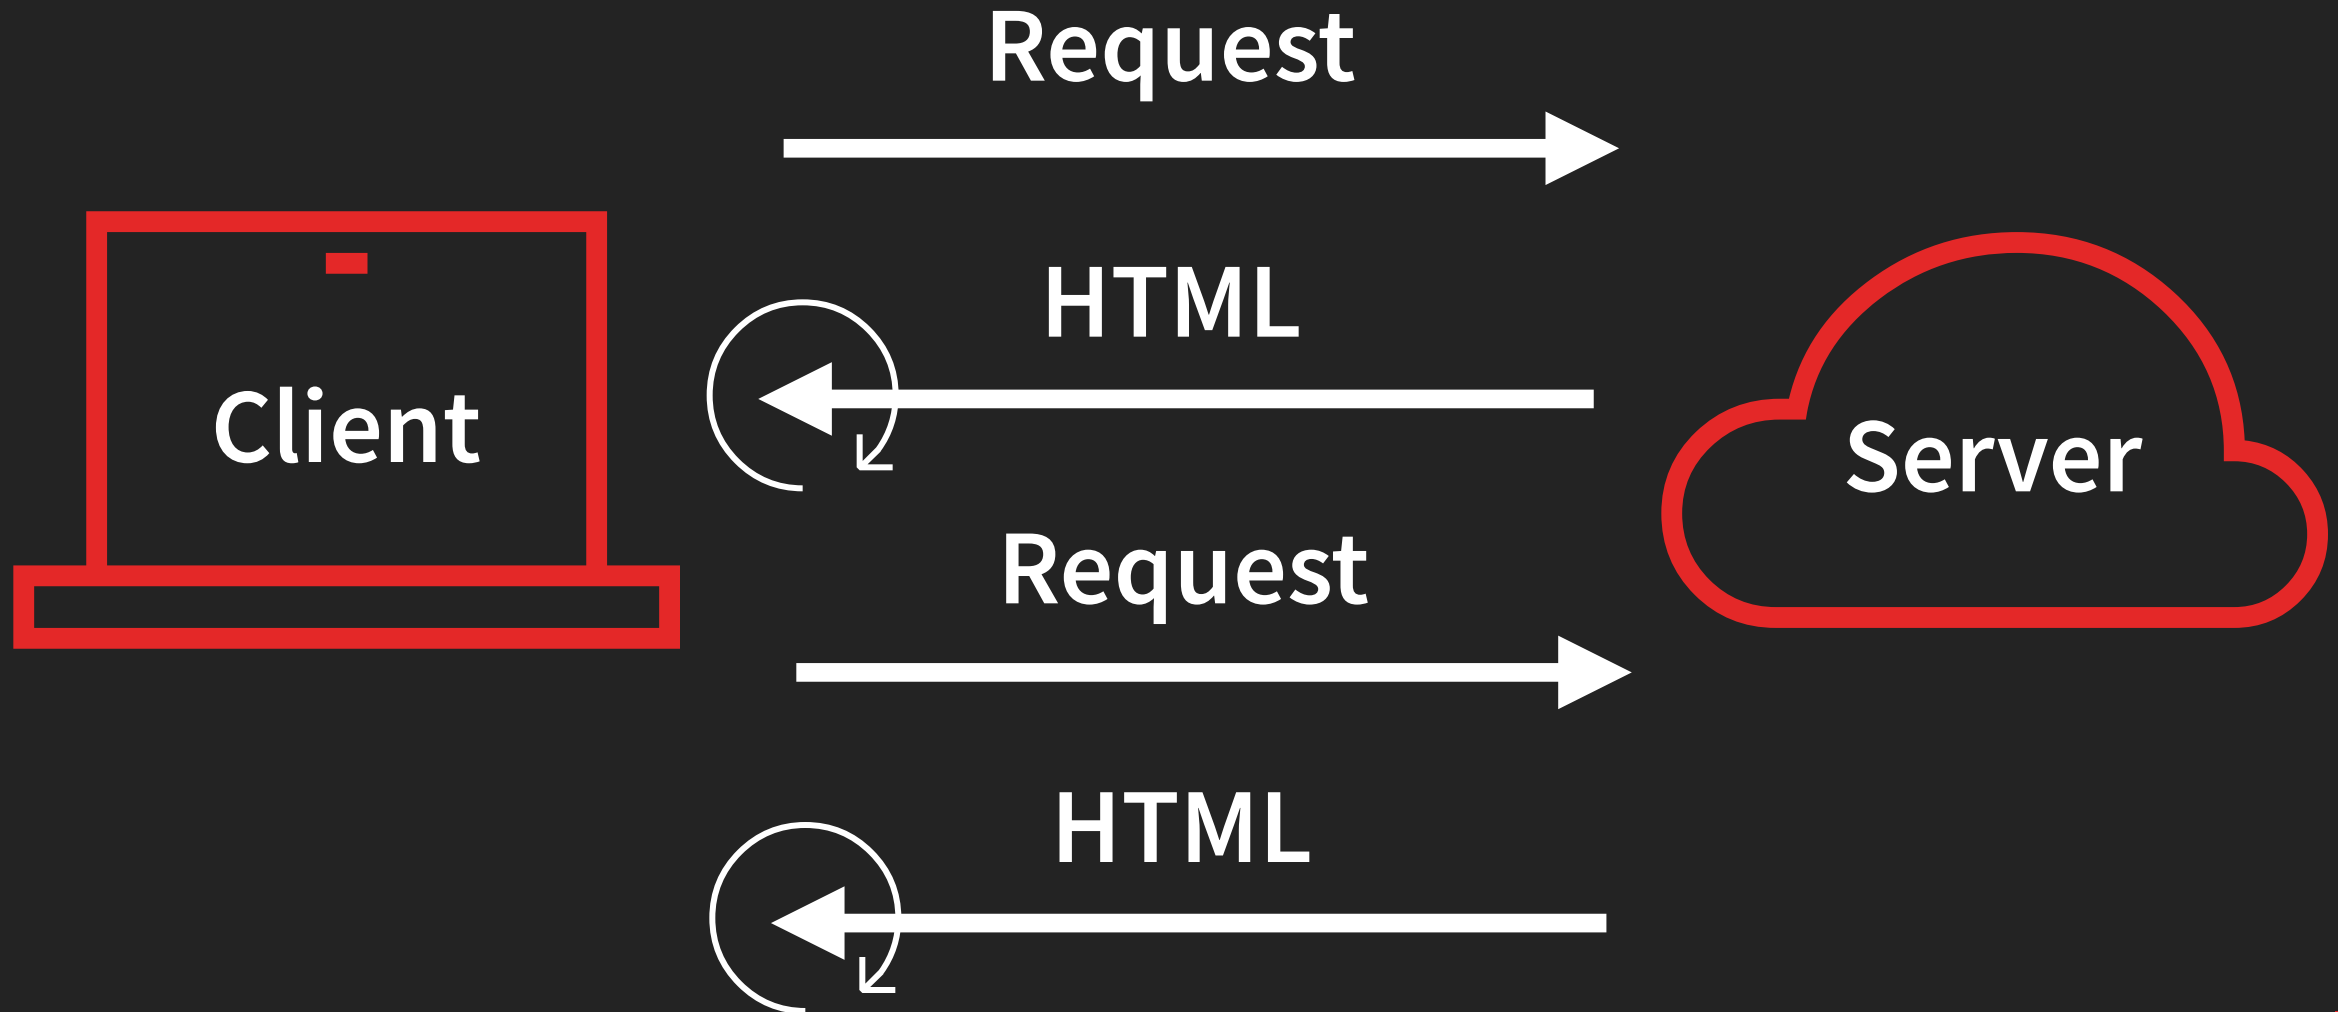 Request
HTML
Client
Server
Request
HTML